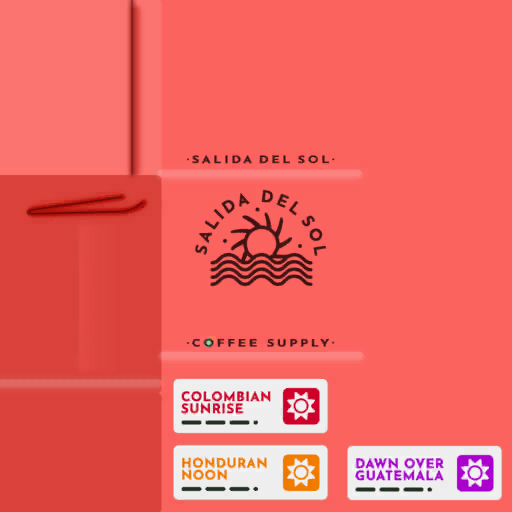 ·SALIDA DEL SOL·
SALIDA DEL SOL
·COFFEE SUPPLY·
COLOMBIAN
SUNRISE
HONDURAN
NOON
DAWN OVER
GUATEMALA